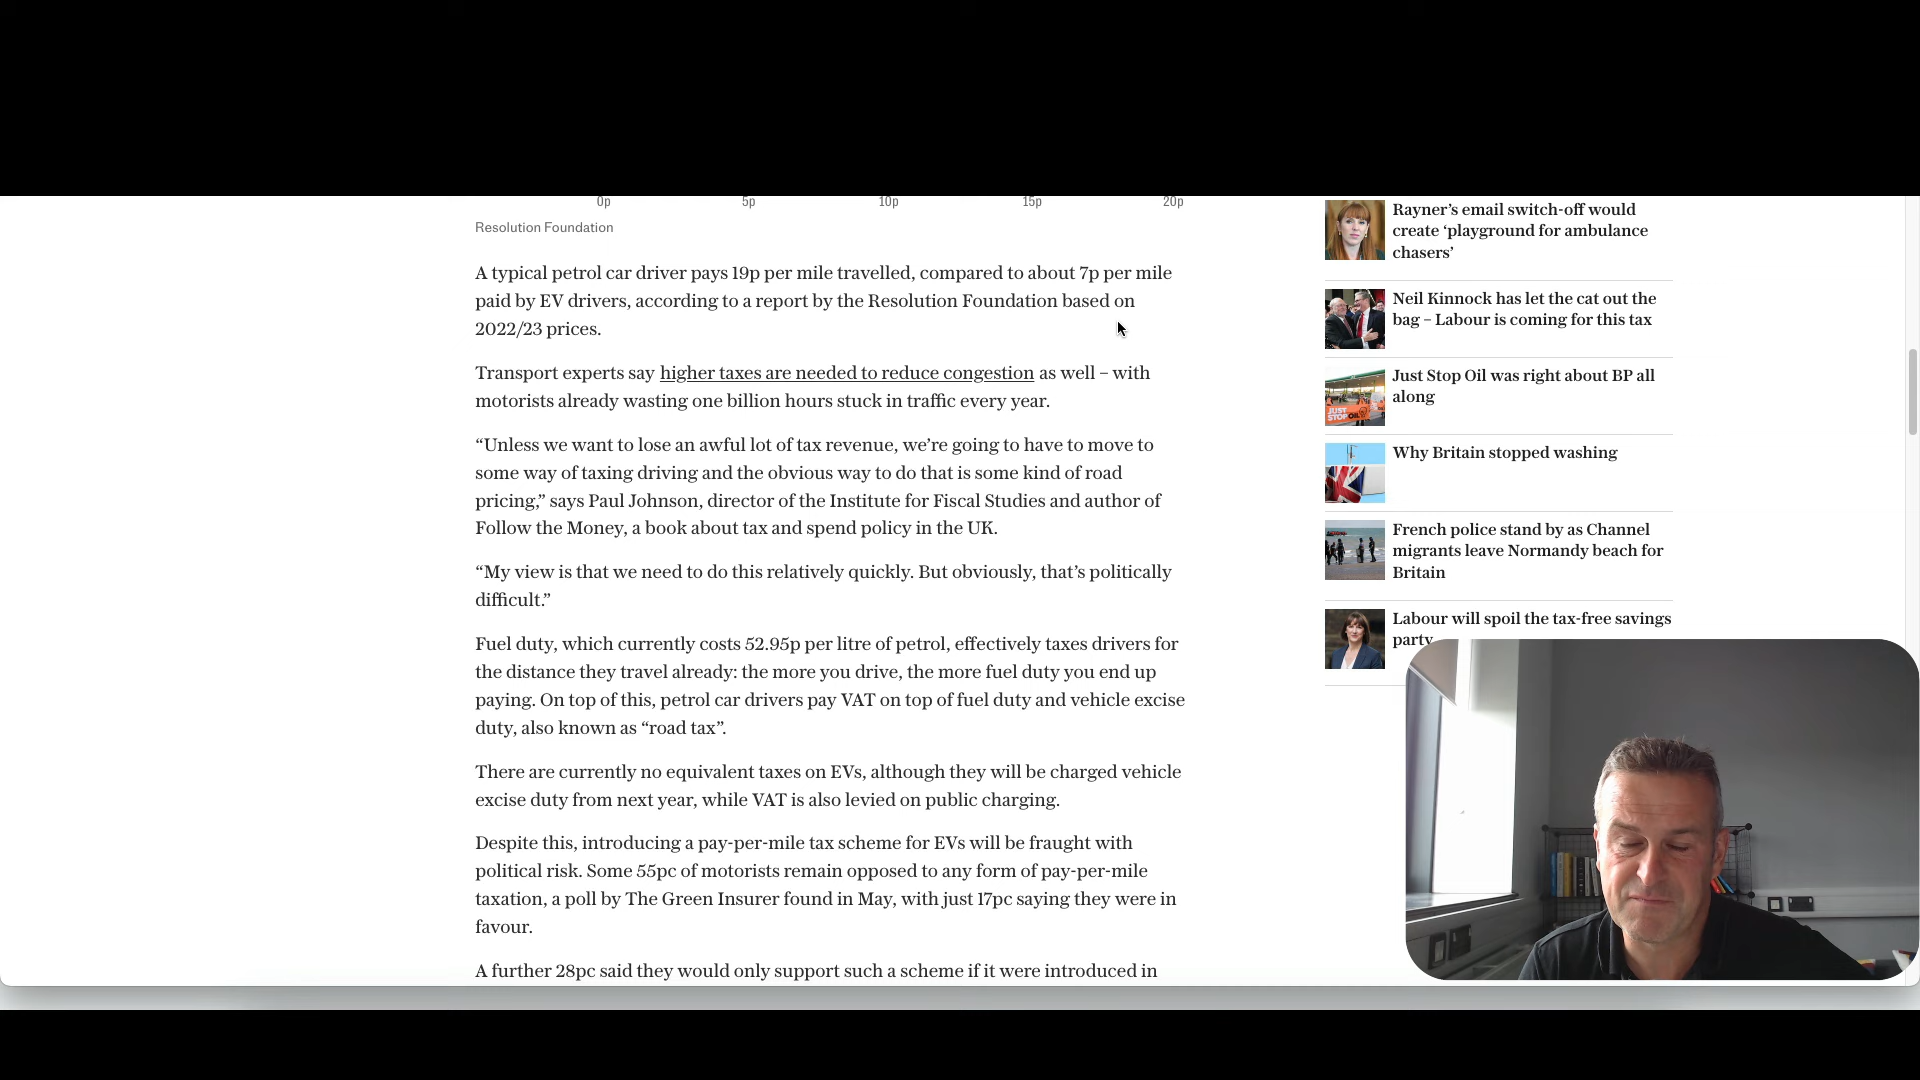 0p 5p 10p 15p 20p
Resolution Foundation
A typical petrol car driver pays 19p per mile travelled, compared to about 7p per mile
paid by EV drivers, according to a report by the Resolution Foundation based on
2022/23 prices.
Transport experts say higher taxes are needed to reduce congestion as well – with
motorists already wasting one billion hours stuck in traffic every year.
“Unless we want to lose an awful lot of tax revenue, we’re going to have to move to
some way of taxing driving and the obvious way to do that is some kind of road
pricing,” says Paul Johnson, director of the Institute for Fiscal Studies and author of
Follow the Money, a book about tax and spend policy in the UK.
“My view is that we need to do this relatively quickly. But obviously, that’s politically
difficult.”
Fuel duty, which currently costs 52.95p per litre of petrol, effectively taxes drivers for
the distance they travel already: the more you drive, the more fuel duty you end up
paying. On top of this, petrol car drivers pay VAT on top of fuel duty and vehicle excise
duty, also known as “road tax”.
There are currently no equivalent taxes on EVs, although they will be charged vehicle
excise duty from next year, while VAT is also levied on public charging.
Despite this, introducing a pay-per-mile tax scheme for EVs will be fraught with
political risk. Some 55pc of motorists remain opposed to any form of pay-per-mile
taxation, a poll by The Green Insurer found in May, with just 17pc saying they were in
favour.
A further 28pc said they would only support such a scheme if it were introduced in
Rayner’s email switch-off would
create ‘playground for ambulance
chasers’
Neil Kinnock has let the cat out the
bag – Labour is coming for this tax
Just Stop Oil was right about BP all
along
JUST
STOP OIL
Why Britain stopped washing
French police stand by as Channel
migrants leave Normandy beach for
Britain
Labour will spoil the tax-free savings
party